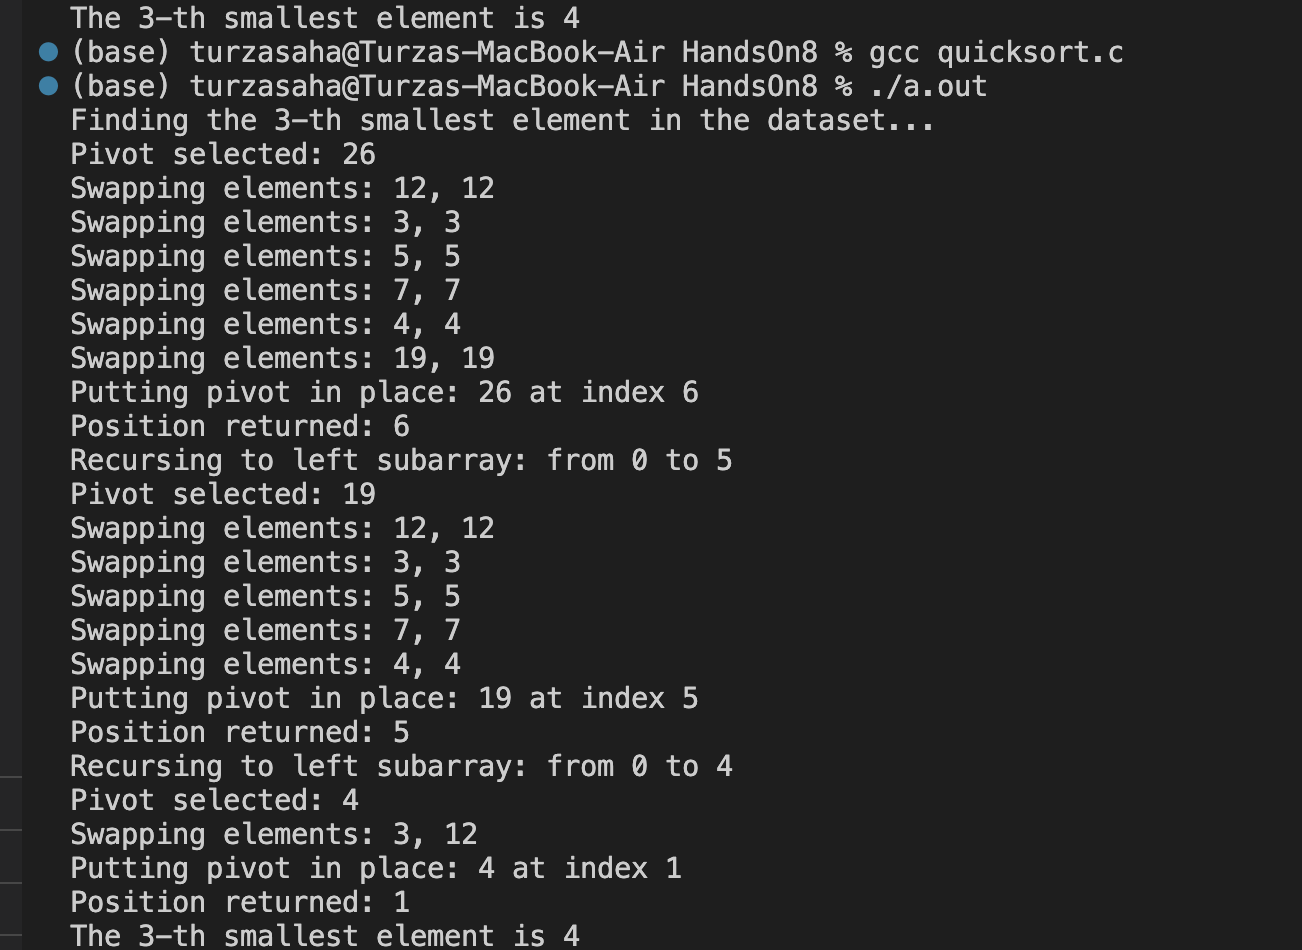 The 3-th smallest element is 4
(base) turzasaha@Turzas-MacBook-Air HandsOn8 % gcc quicksort.c
(base) turzasaha@Turzas-MacBook-Air HandsOn8 % ./a.out
Finding the 3-th smallest element in the dataset...
Pivot selected: 26
Swapping elements: 12, 12
Swapping elements: 3, 3
Swapping elements: 5, 5
Swapping elements: 7, 7
Swapping elements: 4, 4
Swapping elements: 19, 19
Putting pivot in place: 26 at index 6
Position returned: 6
Recursing to left subarray: from 0 to 5
Pivot selected: 19
Swapping elements: 12, 12
Swapping elements: 3, 3
Swapping elements: 5, 5
Swapping elements: 7, 7
Swapping elements: 4, 4
Putting pivot in place: 19 at index 5
Position returned: 5
Recursing to left subarray: from 0 to 4
Pivot selected: 4
Swapping elements: 3, 12
Putting pivot in place: 4 at index 1
Position returned: 1
The 3-th smallest element is 4